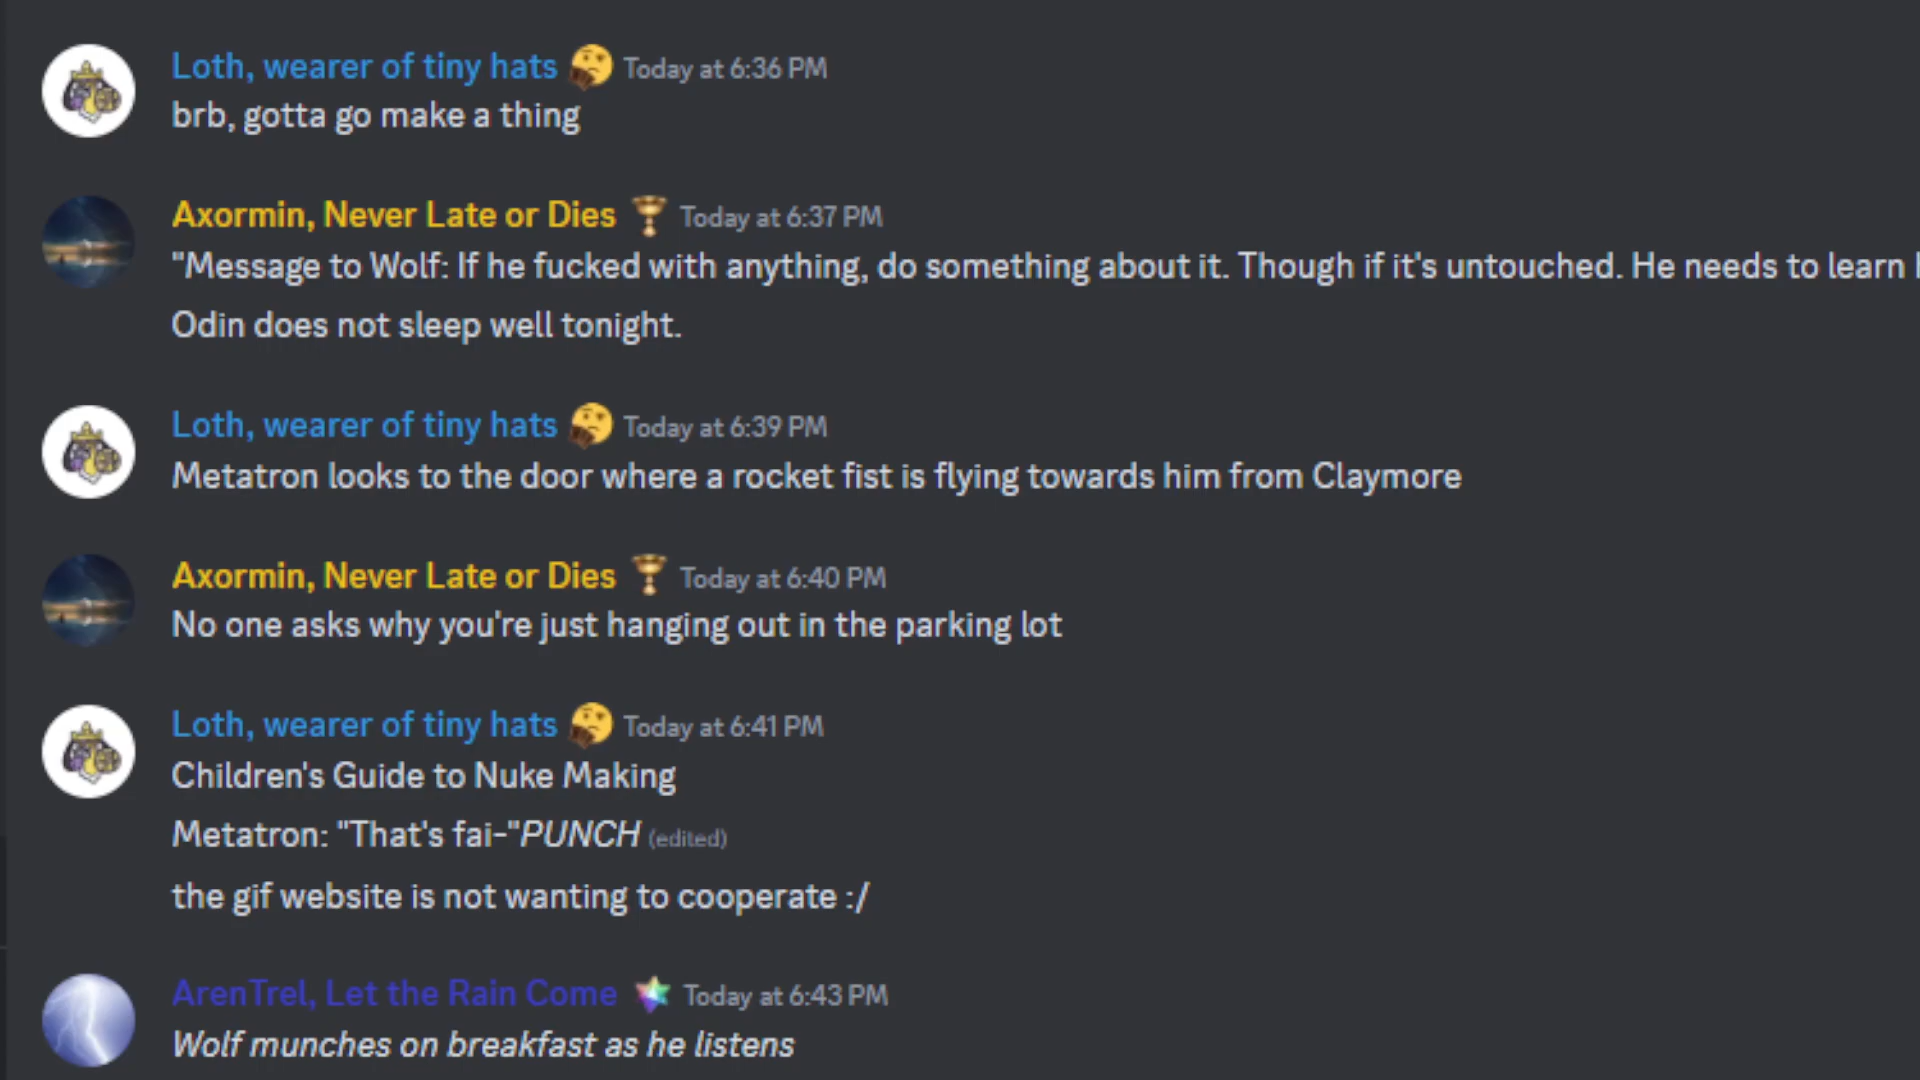 Loth, wearer of tiny hats Today at 6:36 PM
brb, gotta go make a thing
Axormin, Never Late or Dies Today at 6:37 PM
"Message to Wolf: If he fucked with anything, do something about it. Though if it's untouched. He needs to learn
Odin does not sleep well tonight.
Loth, wearer of tiny hats Today at 6:39 PM
Metatron looks to the door where a rocket fist is flying towards him from Claymore
Axormin, Never Late or Dies Today at 6:40 PM
No one asks why you're just hanging out in the parking lot
Loth, wearer of tiny hats Today at 6:41 PM
Children's Guide to Nuke Making
Metatron: "That's fai-"PUNCH (edited)
the gif website is not wanting to cooperate :/
ArenTrel, Let the Rain Come Today at 6:43 PM
Wolf munches on breakfast as he listens